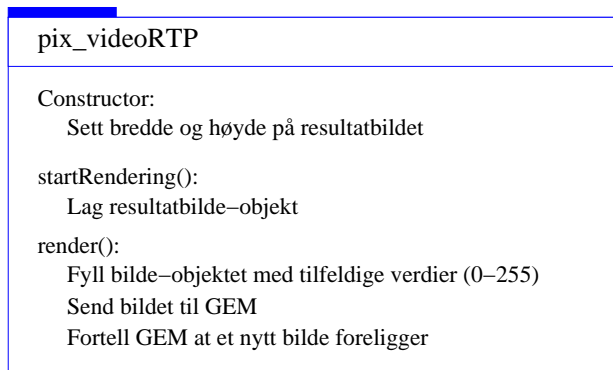 pix_videoRTP
Constructor:
Sett bredde og høyde på resultatbildet
startRendering():
Lag resultatbilde−objekt
render():
Fyll bilde−objektet med tilfeldige verdier (0−255)
Send bildet til GEM
Fortell GEM at et nytt bilde foreligger